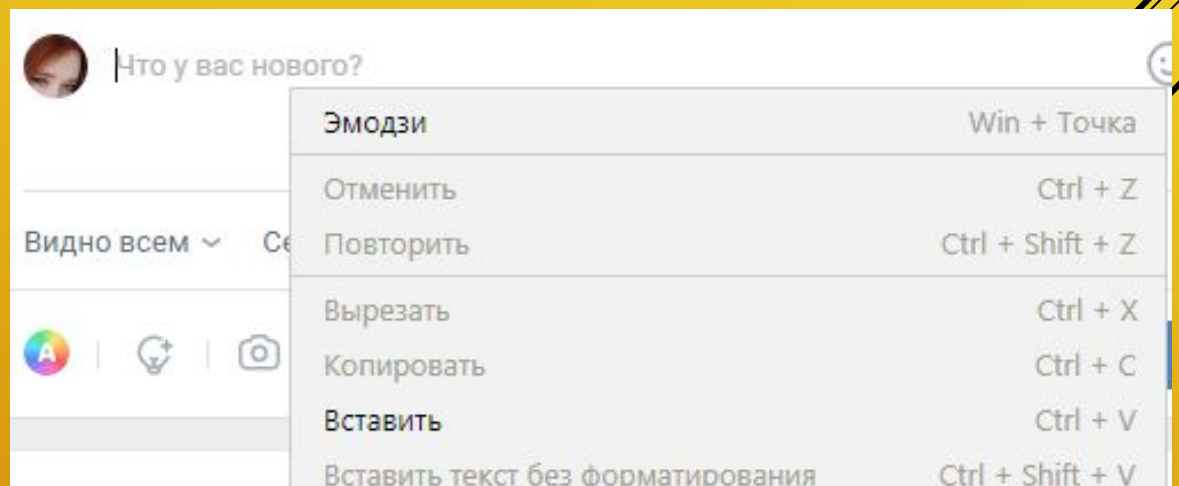 Что у вас нового?
Эмодзи Win + Точка
Отменить Ctrl + Z
Видно всем
Повторить Ctrl + Shift + Z
Вырезать Ctrl + X
A
Копировать Ctrl + C
Вставить Ctrl + V
Вставить текст без форматирования Ctrl + Shift + V